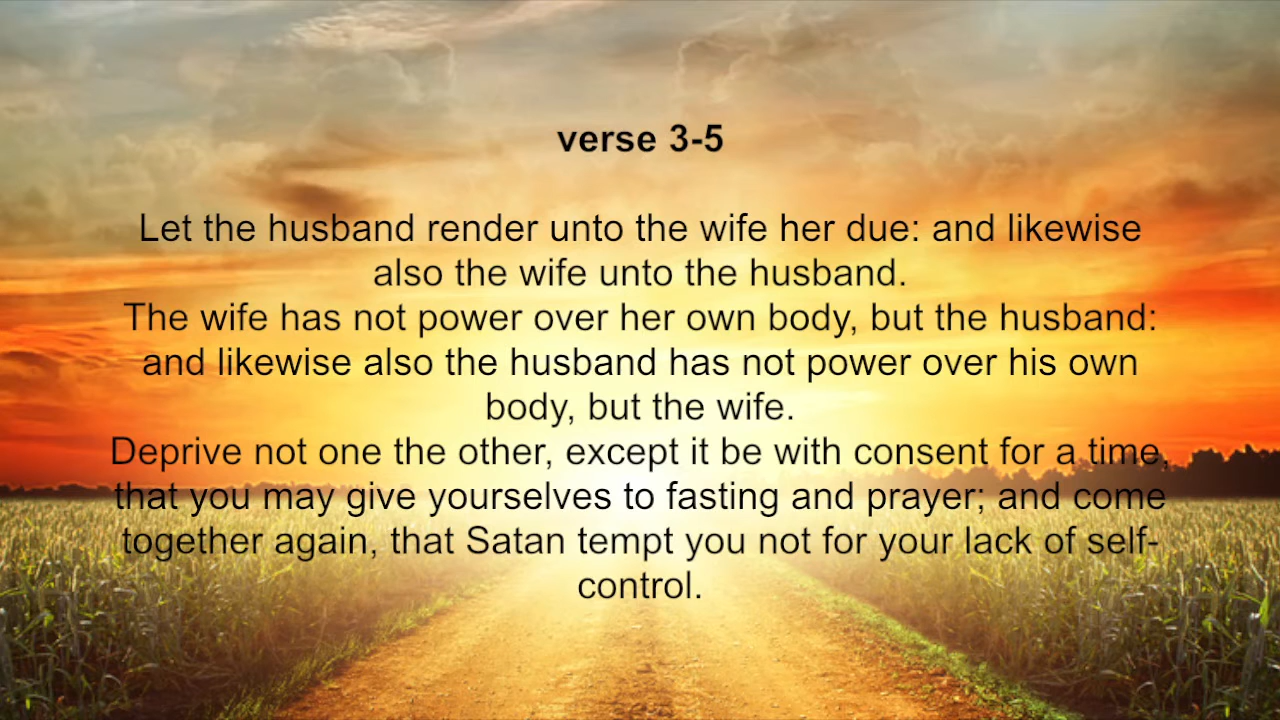 verse 3-5
Let the husband render unto the wife her due: and likewise
also the wife unto the husband.
The wife has not power over her own body, but the husband:
and likewise also the husband has not power over his own
body, but the wife.
Deprive not one the other, except it be with consent for a time,
that you may give yourselves to fasting and prayer; and come
together again, that Satan tempt you not for your lack of self-
control.